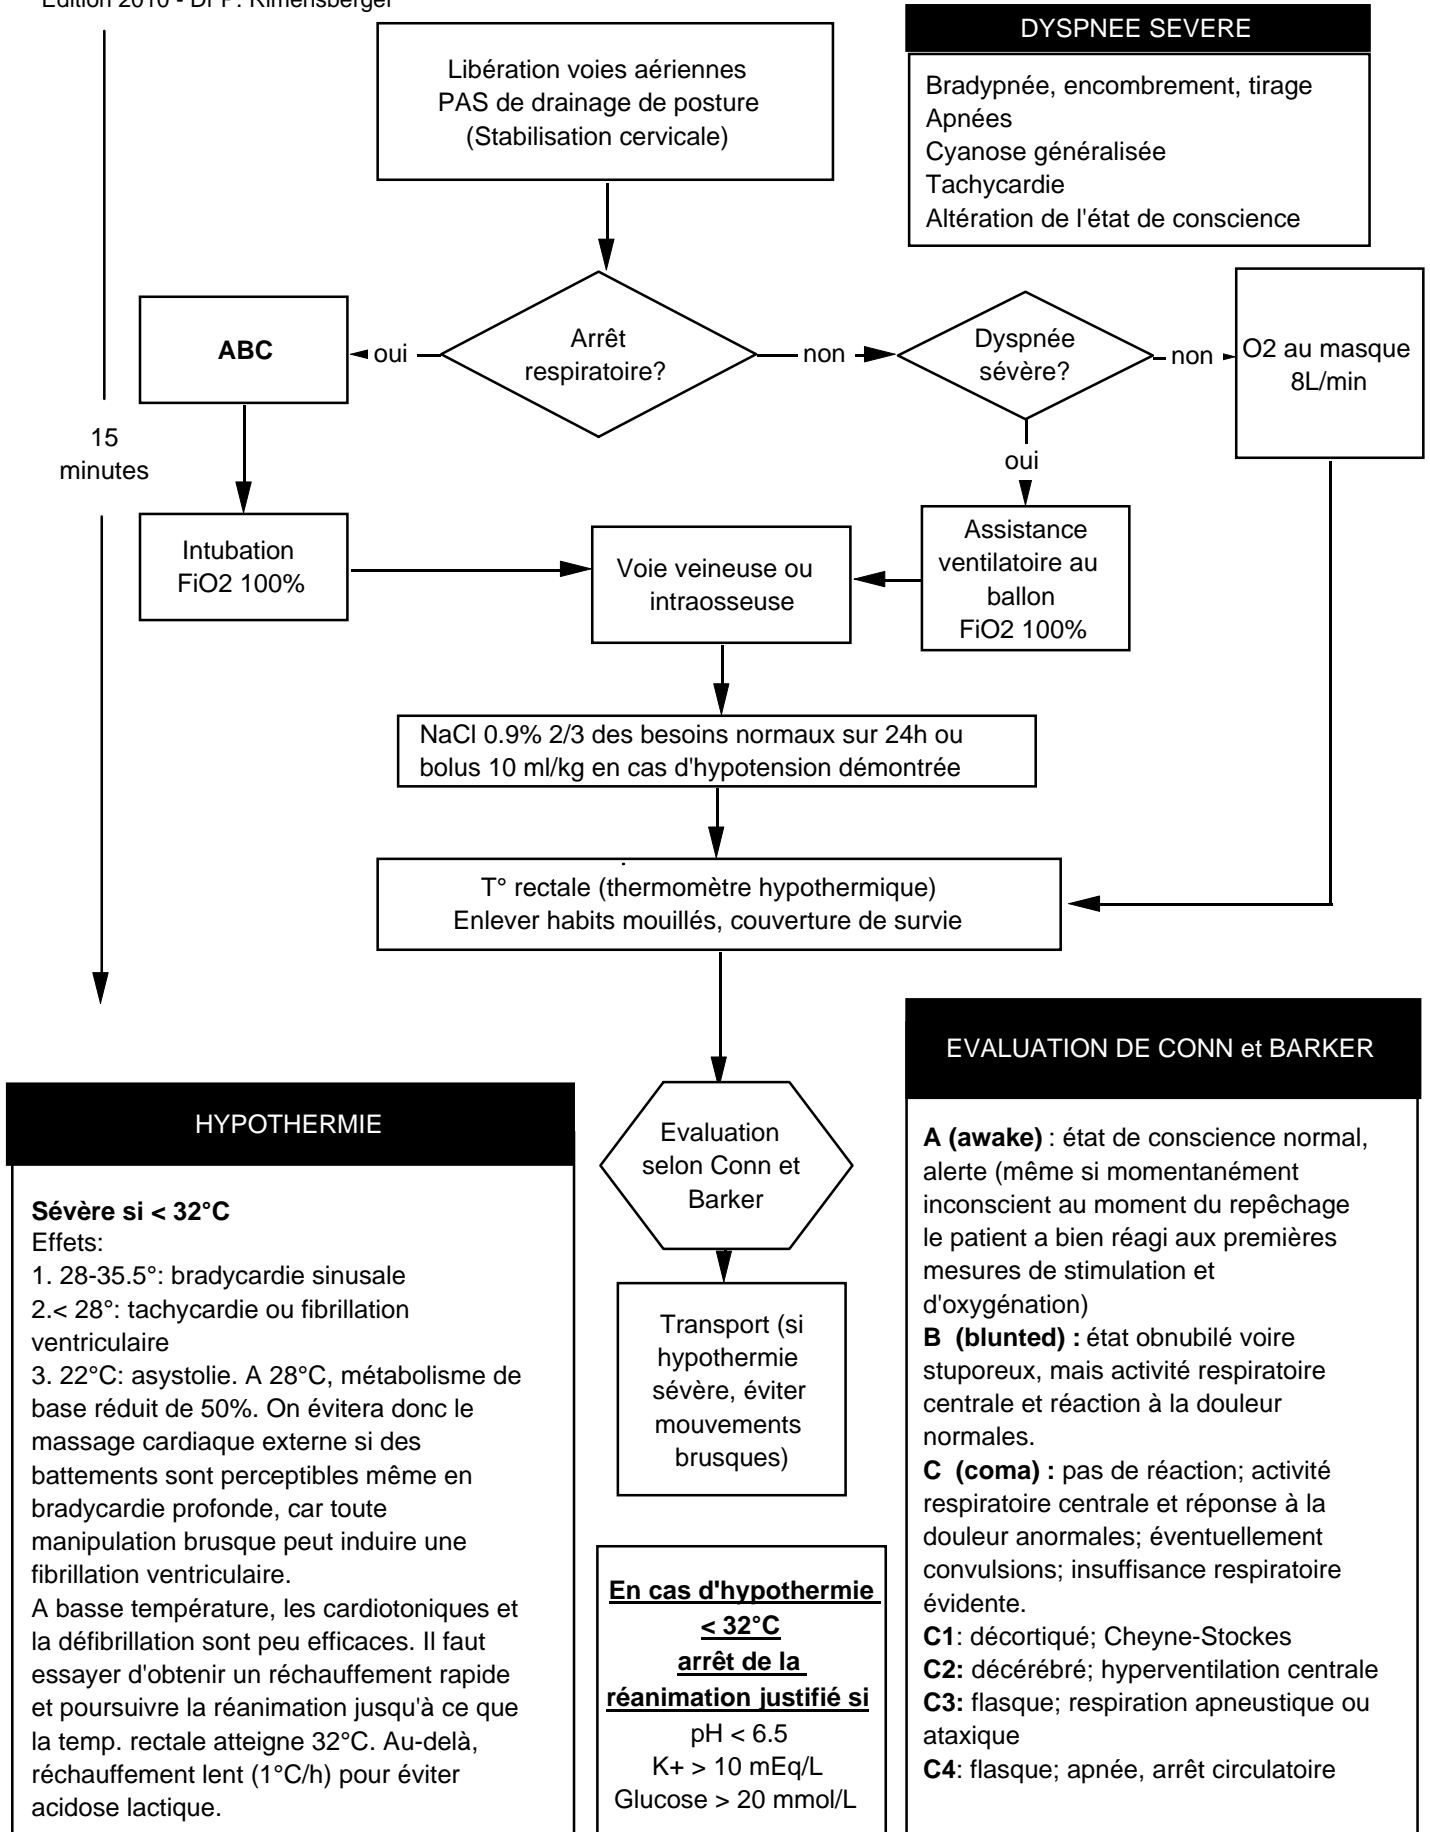 Edition 2010 - Dr P. Rimensberger
DYSPNEE SEVERE
Bradypnée, encombrement, tirage
Apnées
Cyanose généralisée
Tachycardie
Altération de l'état de conscience
Libération voies aériennes
PAS de drainage de posture
(Stabilisation cervicale)
ABC
oui
Arrêt
respiratoire?
non
Dyspnée
sévère?
non
O2 au masque
8L/min
15
minutes
oui
Intubation
FiO2 100%
Voie veineuse ou
intraosseuse
Assistance
ventilatoire au
ballon
FiO2 100%
NaCl 0.9% 2/3 des besoins normaux sur 24h ou
bolus 10 ml/kg en cas d'hypotension démontrée
T° rectale (thermomètre hypothermique)
Enlever habits mouillés, couverture de survie
HYPOTHERMIE
Sévère si < 32°C
Effets:
1. 28-35.5°: bradycardie sinusale
2.< 28°: tachycardie ou fibrillation
ventriculaire
3. 22°C: asystolie. A 28°C, métabolisme de
base réduit de 50%. On évitera donc le
massage cardiaque externe si des
battements sont perceptibles même en
bradycardie profonde, car toute
manipulation brusque peut induire une
fibrillation ventriculaire.
A basse température, les cardiotoniques et
la défibrillation sont peu efficaces. Il faut
essayer d'obtenir un réchauffement rapide
et poursuivre la réanimation jusqu'à ce que
la temp. rectale atteigne 32°C. Au-delà,
réchauffement lent (1°C/h) pour éviter
acidose lactique.
Evaluation
selon Conn et
Barker
Transport (si
hypothermie
sévère, éviter
mouvements
brusques)
En cas d'hypothermie
< 32°C
arrêt de la
réanimation justifié si
pH < 6.5
K+ > 10 mEq/L
Glucose > 20 mmol/L
EVALUATION DE CONN et BARKER
A (awake) : état de conscience normal,
alerte (même si momentanément
inconscient au moment du repêchage
le patient a bien réagi aux premières
mesures de stimulation et
d'oxygénation)
B (blunted) : état obnubilé voire
stuporeux, mais activité respiratoire
centrale et réaction à la douleur
normales.
C (coma) : pas de réaction; activité
respiratoire centrale et réponse à la
douleur anormales; éventuellement
convulsions; insuffisance respiratoire
évidente.
C1: décortiqué; Cheyne-Stockes
C2: décérébré; hyperventilation centrale
C3: flasque; respiration apneustique ou
ataxique
C4: flasque; apnée, arrêt circulatoire